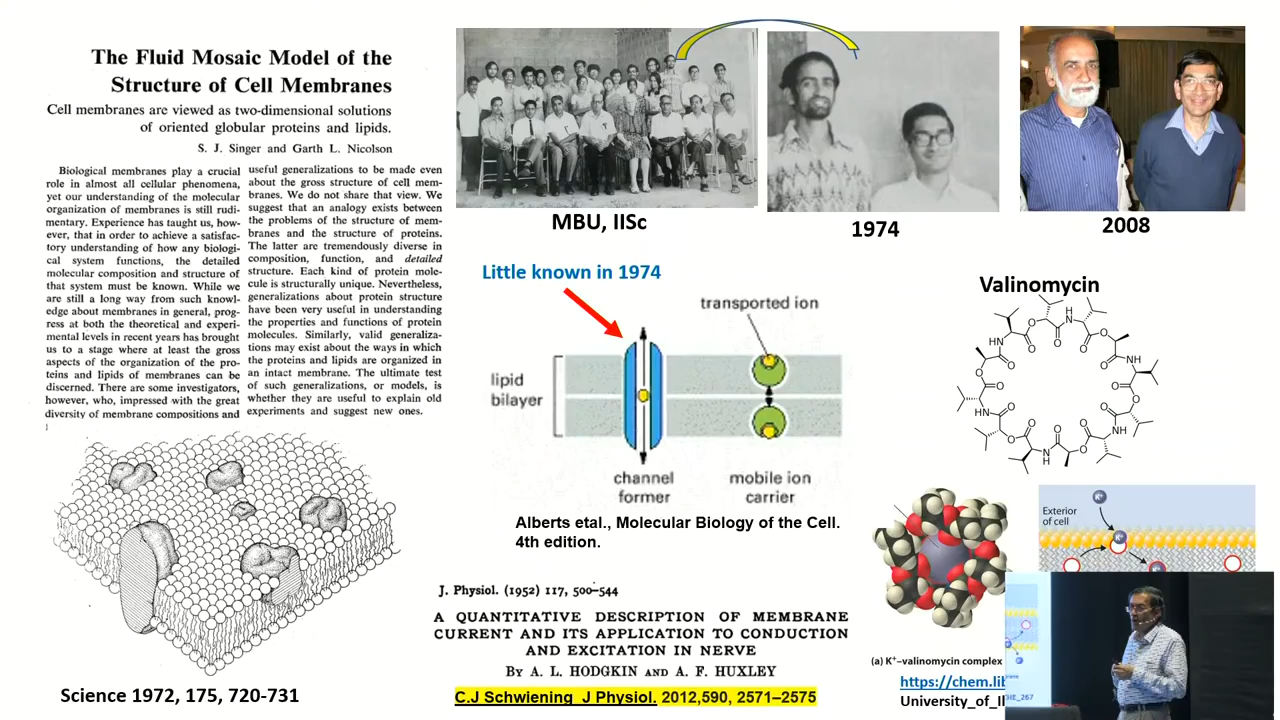 The Fluid Mosaic Model of the
Structure of Cell Membranes
Cell membranes are viewed as two-dimensional solutions
of oriented globular proteins and lipids.
S. J. Singer and Garth L. Nicolson
Biological membranes play a crucial
role in almost all cellular phenomena,
yet our understanding of the molecular
organization of membranes is still rudi-
mentary. Experience has taught us, how-
ever, that in order to achieve a satisfac-
tory understanding of how any biologi-
cal system functions, the detailed
molecular composition and structure of
that system must be known. While we
are still a long way from such knowl-
edge about membranes in general, prog-
ress at both the theoretical and experi-
mental levels in recent years has brought
us to a stage where at least the gross
aspects of the organization of the pro-
teins and lipids of membranes can be
discerned. There are some investigators,
however, who, impressed with the great
diversity of membrane compositions and
useful generalizations to be made even
about the gross structure of cell mem-
branes. We do not share that view. We
suggest that an analogy exists between
the problems of the structure of mem-
branes and the structure of proteins.
The latter are tremendously diverse in
composition, function, and detailed
structure. Each kind of protein mole-
cule is structurally unique. Nevertheless,
generalizations about protein structure
have been very useful in understanding
the properties and functions of protein
molecules. Similarly, valid generaliza-
tions may exist about the ways in which
the proteins and lipids are organized in
an intact membrane. The ultimate test
of such generalizations, or models, is
whether they are useful to explain old
experiments and suggest new ones.
Science 1972, 175, 720-731
MBU, IISc
1974
2008
Little known in 1974
transported ion
lipid
bilayer
channel
former
mobile ion
carrier
Alberts etal., Molecular Biology of the Cell.
4th edition.
J. Physiol. (1952) 117, 500–544
A QUANTITATIVE DESCRIPTION OF MEMBRANE
CURRENT AND ITS APPLICATION TO CONDUCTION
AND EXCITATION IN NERVE
By A. L. HODGKIN AND A. F. HUXLEY
C.J Schwiening J Physiol. 2012,590, 2571–2575
Valinomycin
Exterior
of cell
K+
(a) K+–valinomycin complex
https://chem.lib
University_of_Il
HE_267